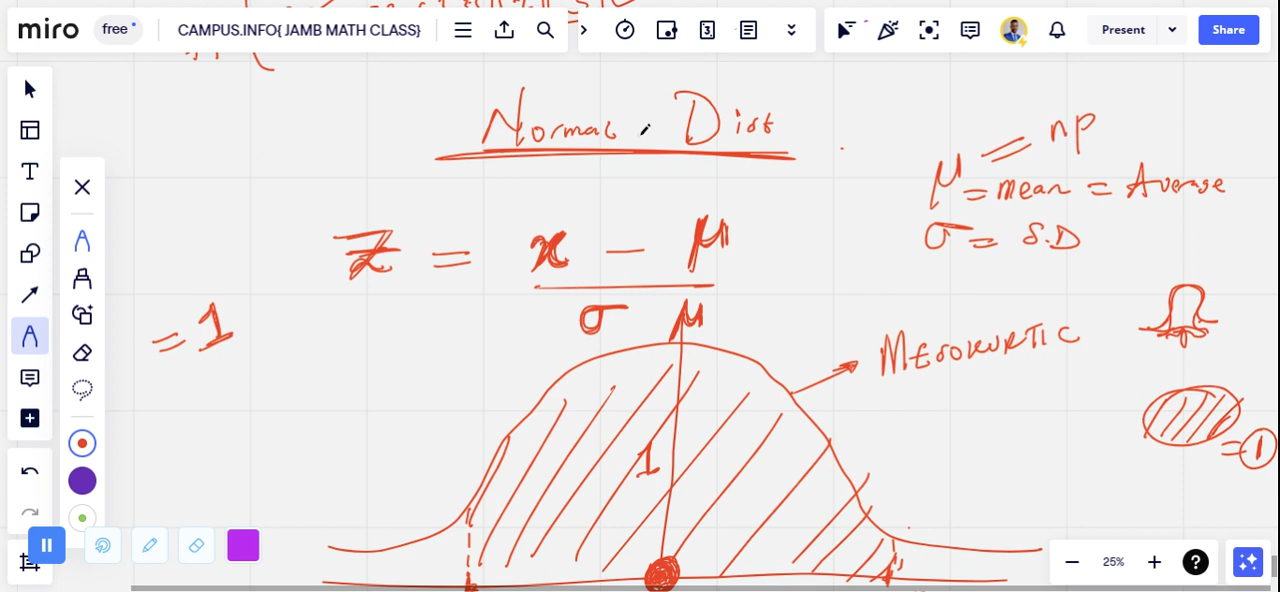 miro free CAMPUS.INFO{ JAMB MATH CLASS} Present Share
Normal Dist
μ = np
= mean = Average
σ = S.D
Z = x - μ
σ
μ
= 1
MESOKURTIC
1
= 1
25%